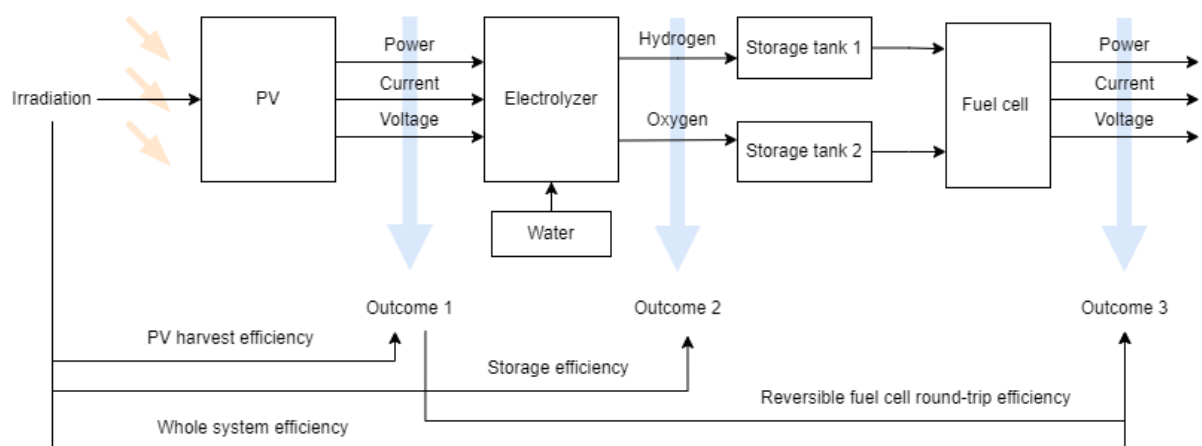 Power
Hydrogen
Storage tank 1
Power
Irradiation
PV
Current
Electrolyzer
Fuel cell
Current
Voltage
Oxygen
Storage tank 2
Voltage
Water
Outcome 1
Outcome 2
Outcome 3
PV harvest efficiency
Storage efficiency
Reversible fuel cell round-trip efficiency
Whole system efficiency